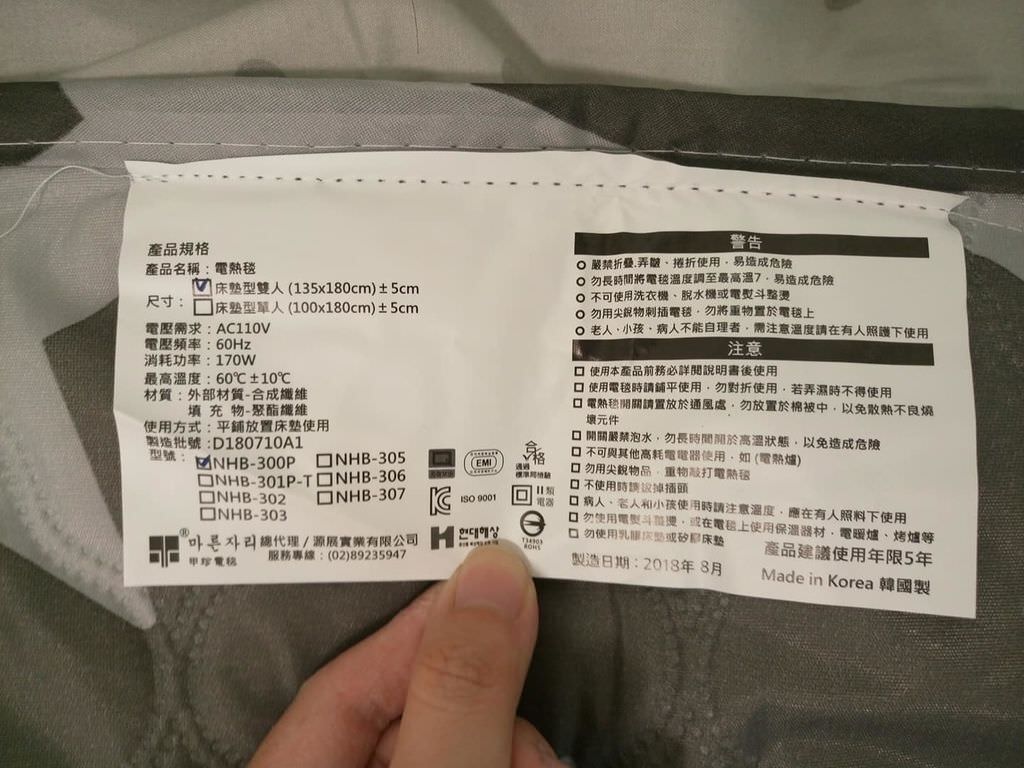 產品規格
產品名稱：電熱毯
尺寸：
床墊型雙人 (135x180cm)±5cm
床墊型單人 (100x180cm)±5cm
電壓需求：AC110V
電壓頻率：60Hz
消耗功率：170W
最高溫度：60℃±10℃
材質：外部材質-合成纖維
填 充 物-聚酯纖維
使用方式：平鋪放置床墊使用
製造批號：D180710A1
型號：
NHB-300P □NHB-305
□NHB-301P-T □NHB-306
□NHB-302 □NHB-307
□NHB-303
EMI
合格
ISO 9001
II類電器
마른자리 ® 總代理 / 源展實業有限公司
甲珍電毯 服務專線：(02)89235947
현대해상
T34903
ROHS
警告
嚴禁折疊.弄皺、捲折使用，易造成危險
勿長時間將電毯溫度調至最高溫7，易造成危險
不可使用洗衣機、脫水機或電熨斗整燙
勿用尖銳物刺插電毯，勿將重物置於電毯上
老人、小孩、病人不能自理者，需注意溫度請在有人照護下使用
注意
□ 使用本產品前務必詳閱說明書後使用
□ 使用電毯時請鋪平使用，勿對折使用，若弄濕時不得使用
□ 電熱毯開關請置放於通風處，勿放置於棉被中，以免散熱不良燒
壞元件
□ 開關嚴禁泡水，勿長時間開於高溫狀態，以免造成危險
□ 不可與其他高耗電電器使用，如 (電熱爐)
□ 勿用尖銳物品，重物敲打電熱毯
□ 不使用時請拔掉插頭
□ 病人、老人和小孩使用時請注意溫度，應在有人照料下使用
□ 勿使用電熨斗整燙，或在電毯上使用保溫器材，電暖爐、烤爐等
□ 勿使用乳膠床墊或矽膠床墊
產品建議使用年限5年
製造日期：2018年 8月
Made in Korea 韓國製